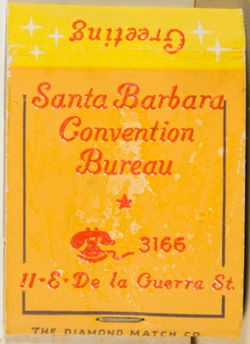 Greeting
Santa Barbara
Convention
Bureau
3166
11-E-De la Guerra St.
THE DIAMOND MATCH CO.